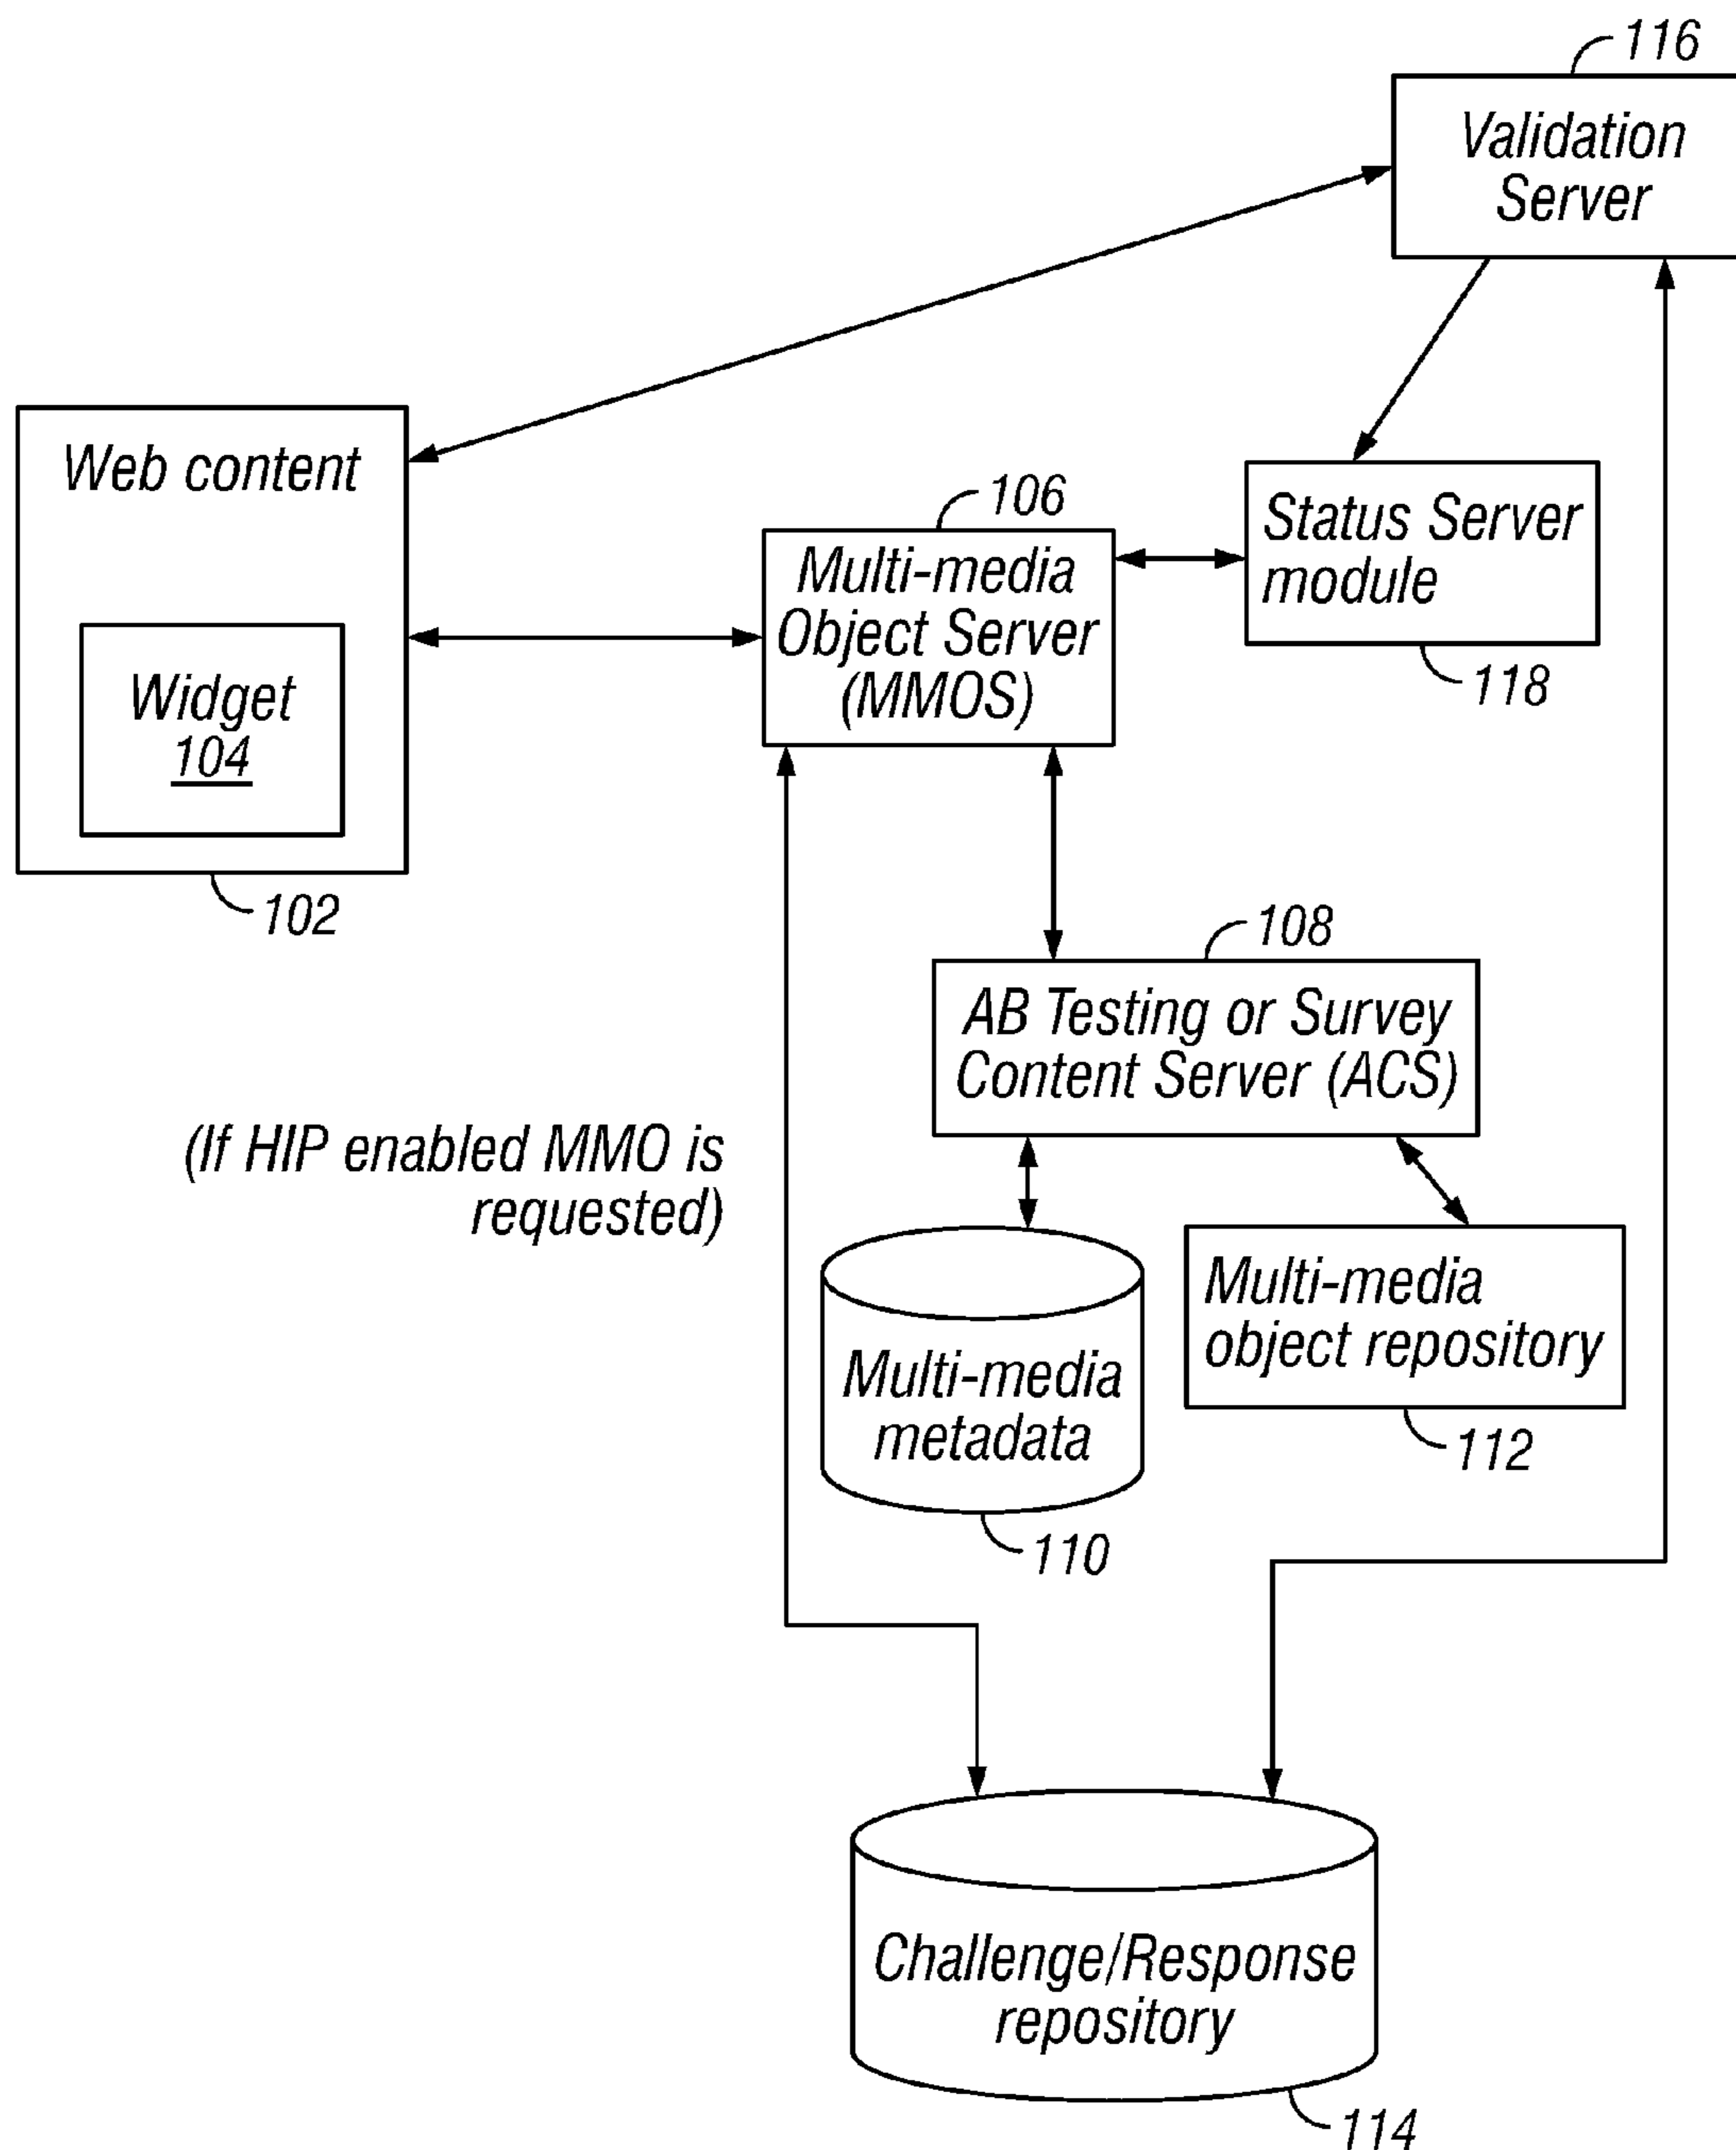 116
Validation
Server
Web content
Widget
104
102
106
Multi-media
Object Server
(MMOS)
Status Server
module
118
108
AB Testing or Survey
Content Server (ACS)
(If HIP enabled MMO is
requested)
Multi-media
metadata
110
Multi-media
object repository
112
Challenge/Response
repository
114